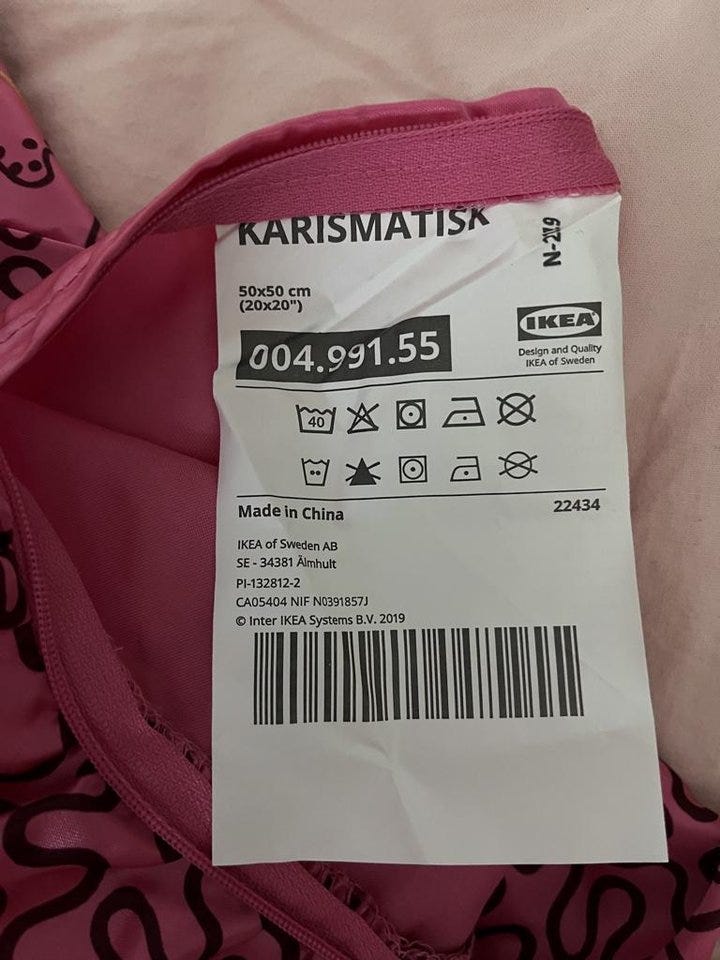 KARISMATISK
50x50 cm
(20x20")
004.991.55
IKEA
Design and Quality
IKEA of Sweden
40
Made in China
22434
IKEA of Sweden AB
SE - 34381 Älmhult
PI-132812-2
CA05404 NIF N0391857J
© Inter IKEA Systems B.V. 2019